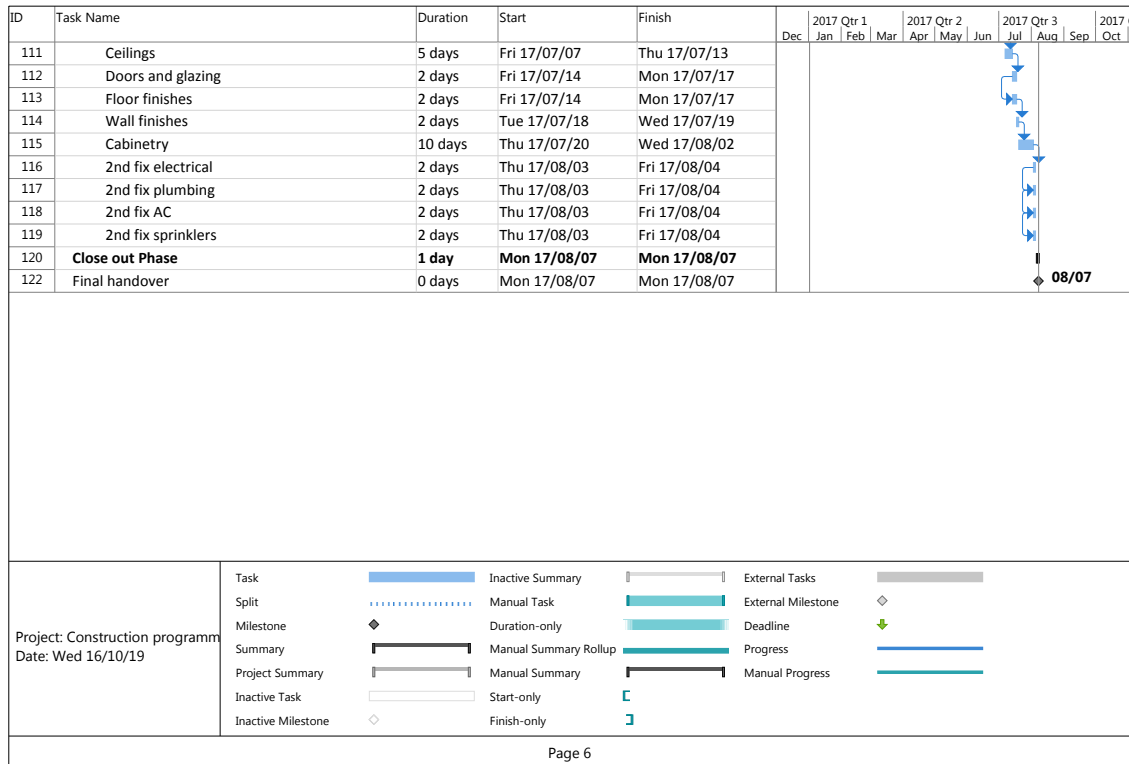 ID Task Name Duration Start Finish 2017 Qtr 1 2017 Qtr 2 2017 Qtr 3 2017
Dec Jan Feb Mar Apr May Jun Jul Aug Sep Oct
111 Ceilings 5 days Fri 17/07/07 Thu 17/07/13
112 Doors and glazing 2 days Fri 17/07/14 Mon 17/07/17
113 Floor finishes 2 days Fri 17/07/14 Mon 17/07/17
114 Wall finishes 2 days Tue 17/07/18 Wed 17/07/19
115 Cabinetry 10 days Thu 17/07/20 Wed 17/08/02
116 2nd fix electrical 2 days Thu 17/08/03 Fri 17/08/04
117 2nd fix plumbing 2 days Thu 17/08/03 Fri 17/08/04
118 2nd fix AC 2 days Thu 17/08/03 Fri 17/08/04
119 2nd fix sprinklers 2 days Thu 17/08/03 Fri 17/08/04
120 Close out Phase 1 day Mon 17/08/07 Mon 17/08/07
122 Final handover 0 days Mon 17/08/07 Mon 17/08/07 08/07
Project: Construction programm
Date: Wed 16/10/19
Task Inactive Summary External Tasks
Split Manual Task External Milestone
Milestone Duration-only Deadline
Summary Manual Summary Rollup Progress
Project Summary Manual Summary Manual Progress
Inactive Task Start-only
Inactive Milestone Finish-only
Page 6